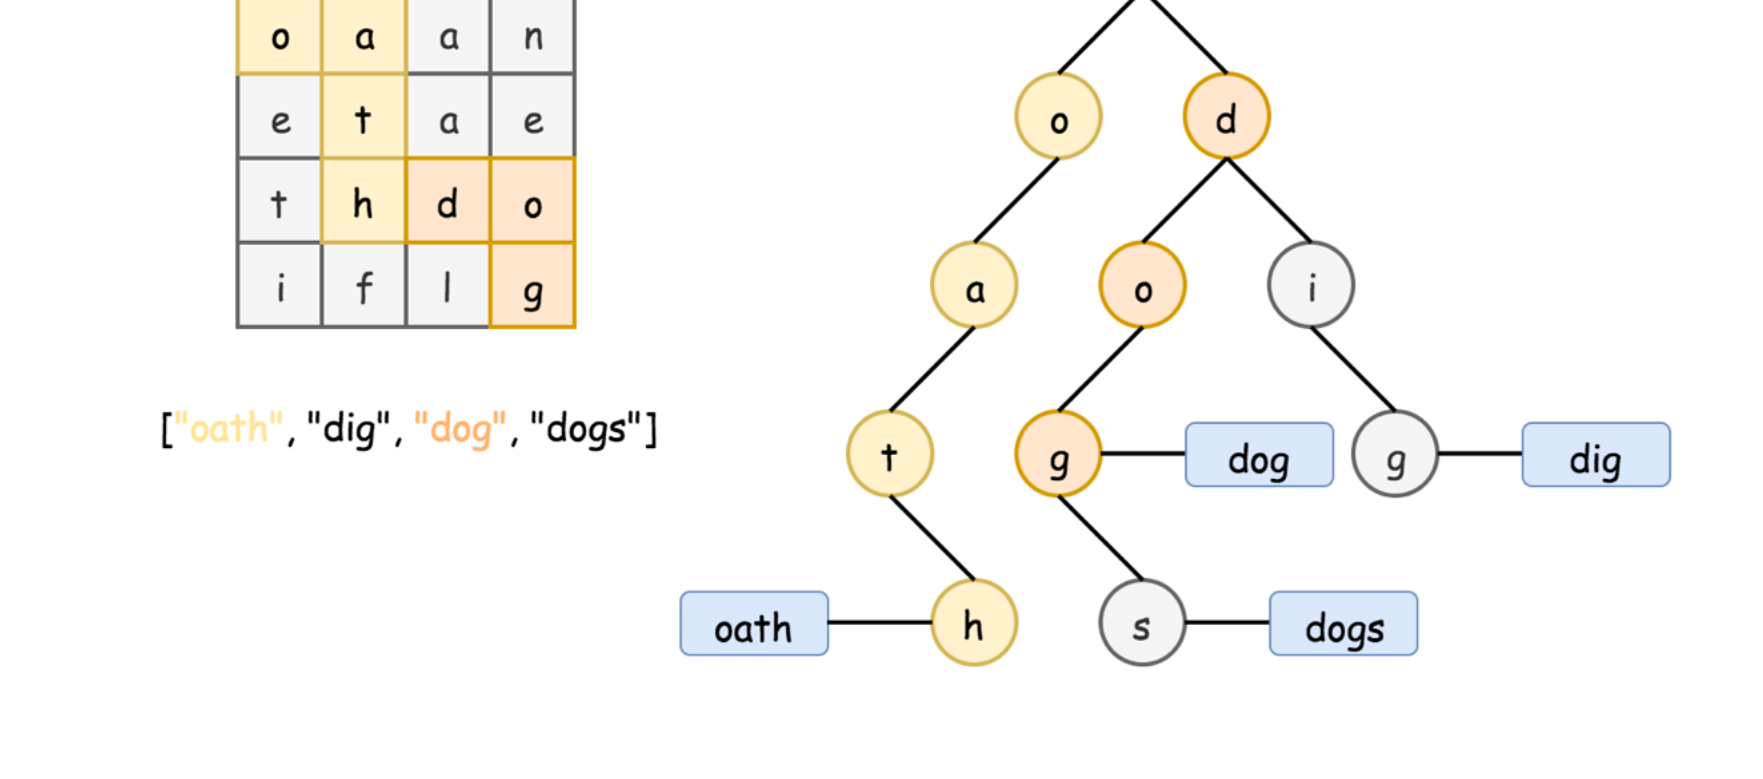 o a a n
e t a e
t h d o
i f l g
["oath", "dig", "dog", "dogs"]
o d
a o i
t g dog g dig
oath h s dogs